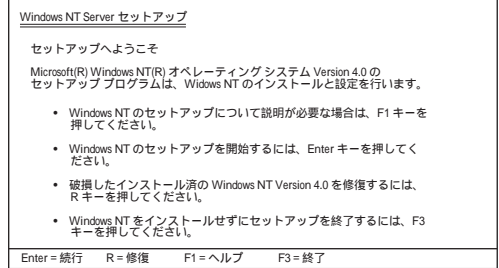 Windows NT Server セットアップ
セットアップへようこそ
Microsoft(R) Windows NT(R) オペレーティング システム Version 4.0 の
セットアップ プログラムは、Widows NT のインストールと設定を行います。
• Windows NT のセットアップについて説明が必要な場合は、F1 キーを
押してください。
• Windows NT のセットアップを開始するには、Enter キーを押してく
ださい。
• 破損したインストール済の Windows NT Version 4.0 を修復するには、
R キーを押してください。
• Windows NT をインストールせずにセットアップを終了するには、F3
キーを押してください。
Enter = 続行 R = 修復 F1 = ヘルプ F3 = 終了